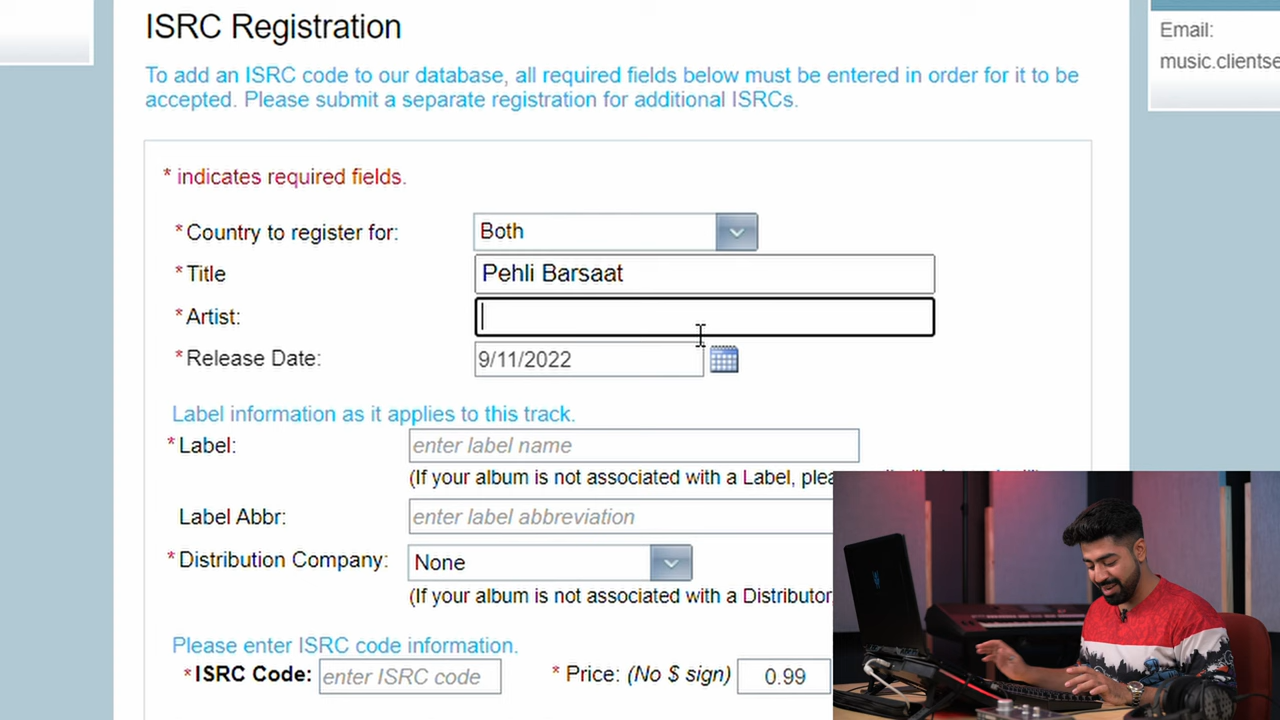 ISRC Registration
Email:
music.clientse
To add an ISRC code to our database, all required fields below must be entered in order for it to be
accepted. Please submit a separate registration for additional ISRCs.
* indicates required fields.
*Country to register for: Both
*Title Pehli Barsaat
*Artist:
*Release Date: 9/11/2022
Label information as it applies to this track.
*Label: enter label name
(If your album is not associated with a Label, plea
Label Abbr: enter label abbreviation
*Distribution Company: None
(If your album is not associated with a Distributor,
Please enter ISRC code information.
*ISRC Code: enter ISRC code * Price: (No $ sign) 0.99